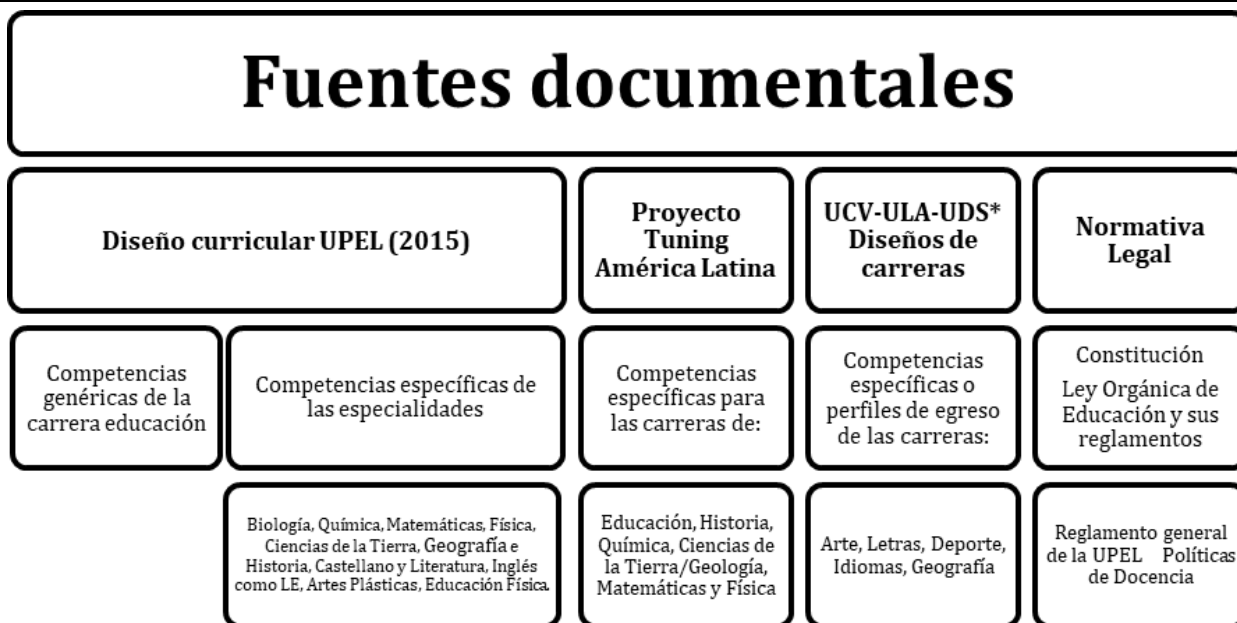 Fuentes documentales
Diseño curricular UPEL (2015)
Proyecto
Tuning
América Latina
UCV-ULA-UDS*
Diseños de
carreras
Normativa
Legal
Competencias
genéricas de la
carrera educación
Competencias específicas de
las especialidades
Competencias
específicas para
las carreras de:
Competencias
específicas o
perfiles de egreso
de las carreras:
Constitución
Ley Orgánica de
Educación y sus
reglamentos
Biología, Química, Matemáticas, Física,
Ciencias de la Tierra, Geografía e
Historia, Castellano y Literatura, Inglés
como LE, Artes Plásticas, Educación Física.
Educación, Historia,
Química, Ciencias de
la Tierra/Geología,
Matemáticas y Física
Arte, Letras, Deporte,
Idiomas, Geografía
Reglamento general
de la UPEL Políticas
de Docencia